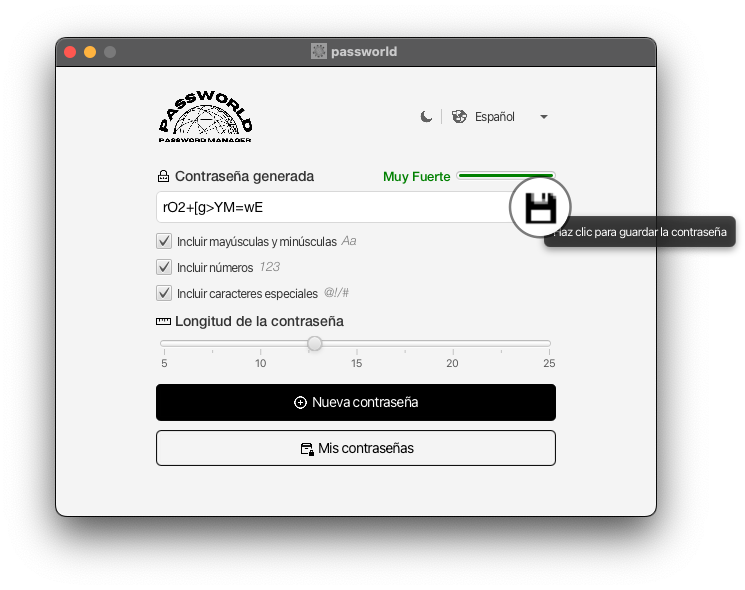 passworld
PASSWORLD
PASSWORD MANAGER
Español
Contraseña generada
Muy Fuerte
rO2+[g>YM=wE
Haz clic para guardar la contraseña
Incluir mayúsculas y minúsculas Aa
Incluir números 123
Incluir caracteres especiales @!/#
Longitud de la contraseña
5 10 15 20 25
Nueva contraseña
Mis contraseñas